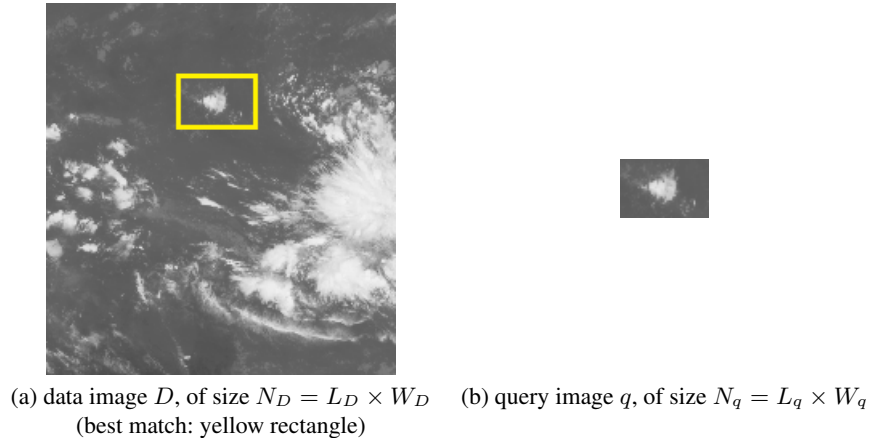 (a) data image D, of size N_D = L_D × W_D
(best match: yellow rectangle)
(b) query image q, of size N_q = L_q × W_q